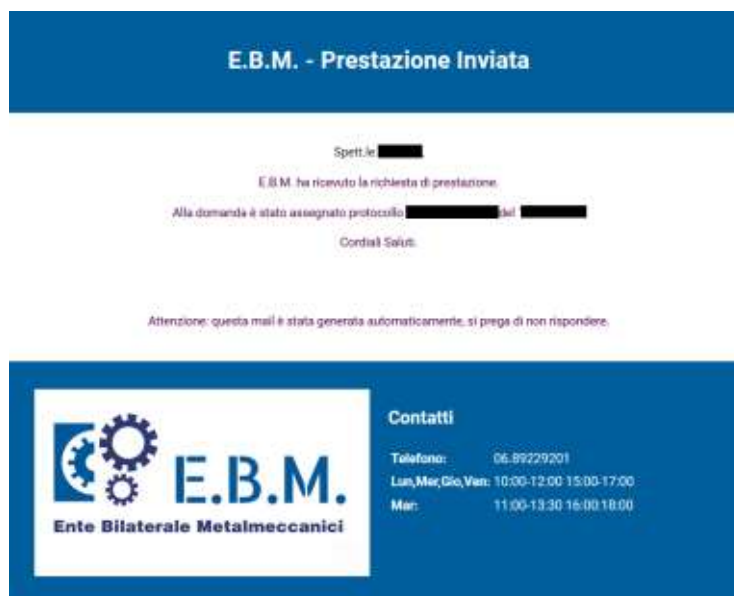 E.B.M. - Prestazione Inviata
Spett.le
E.B.M. ha ricevuto la richiesta di prestazione.
Alla domanda è stato assegnato protocollo del
Cordiali Saluti.
Attenzione: questa mail è stata generata automaticamente, si prega di non rispondere.
E.B.M.
Ente Bilaterale Metalmeccanici
Contatti
Telefono: 06.89229201
Lun,Mer,Gio,Ven: 10:00-12:00 15:00-17:00
Mar: 11:00-13:30 16:00:18:00